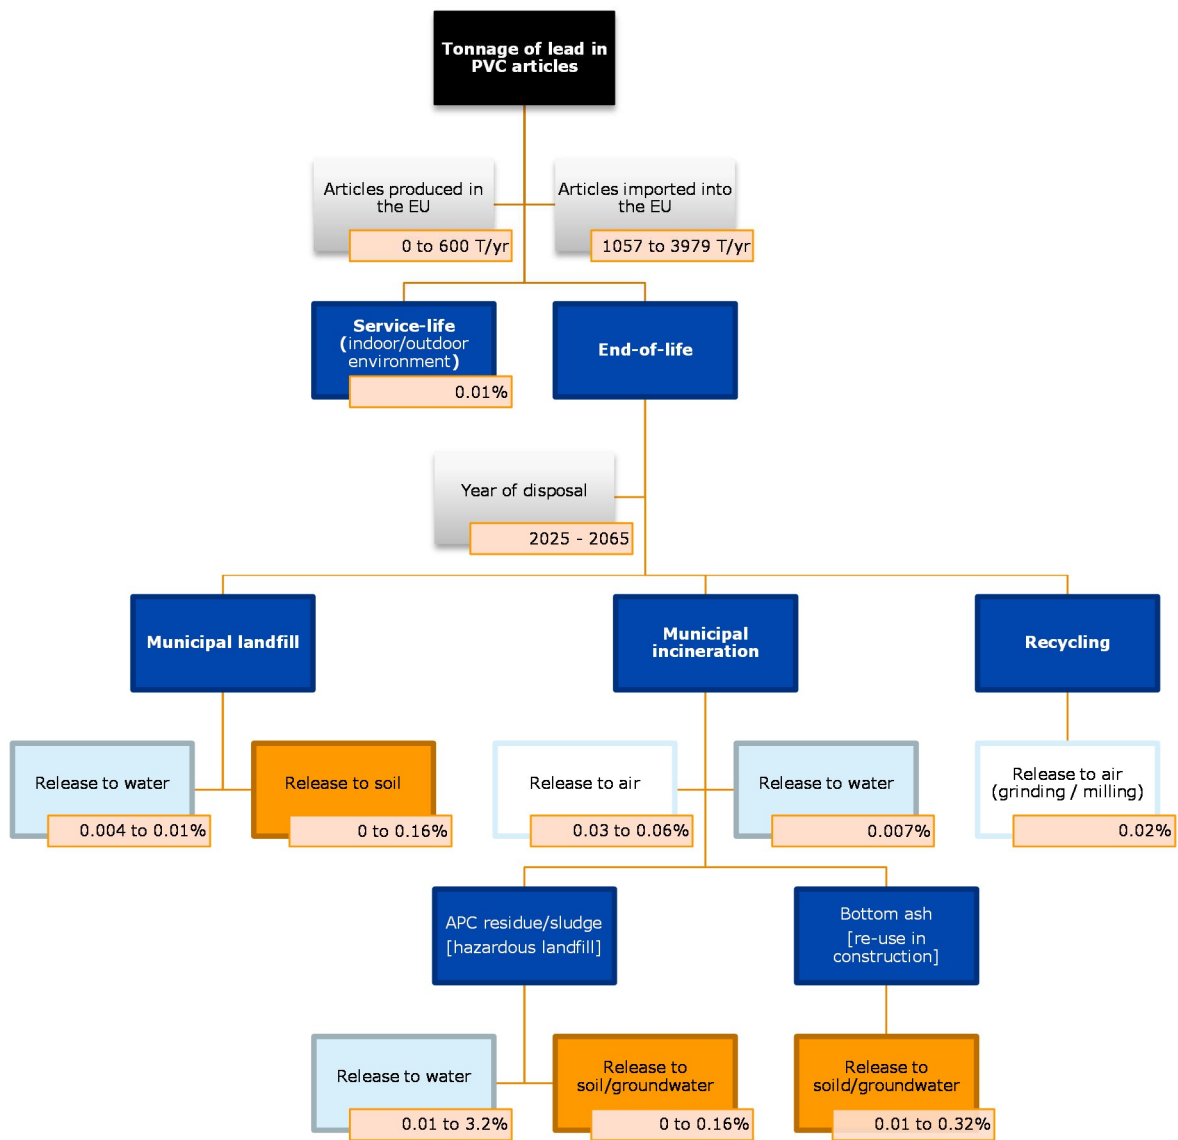 Tonnage of lead in
PVC articles
Articles produced in
the EU
0 to 600 T/yr
Articles imported into
the EU
1057 to 3979 T/yr
Service-life
(indoor/outdoor
environment)
0.01%
End-of-life
Year of disposal
2025 - 2065
Municipal landfill
Municipal
incineration
Recycling
Release to water
0.004 to 0.01%
Release to soil
0 to 0.16%
Release to air
0.03 to 0.06%
Release to water
0.007%
Release to air
(grinding / milling)
0.02%
APC residue/sludge
[hazardous landfill]
Bottom ash
[re-use in
construction]
Release to water
0.01 to 3.2%
Release to
soil/groundwater
0 to 0.16%
Release to
soild/groundwater
0.01 to 0.32%